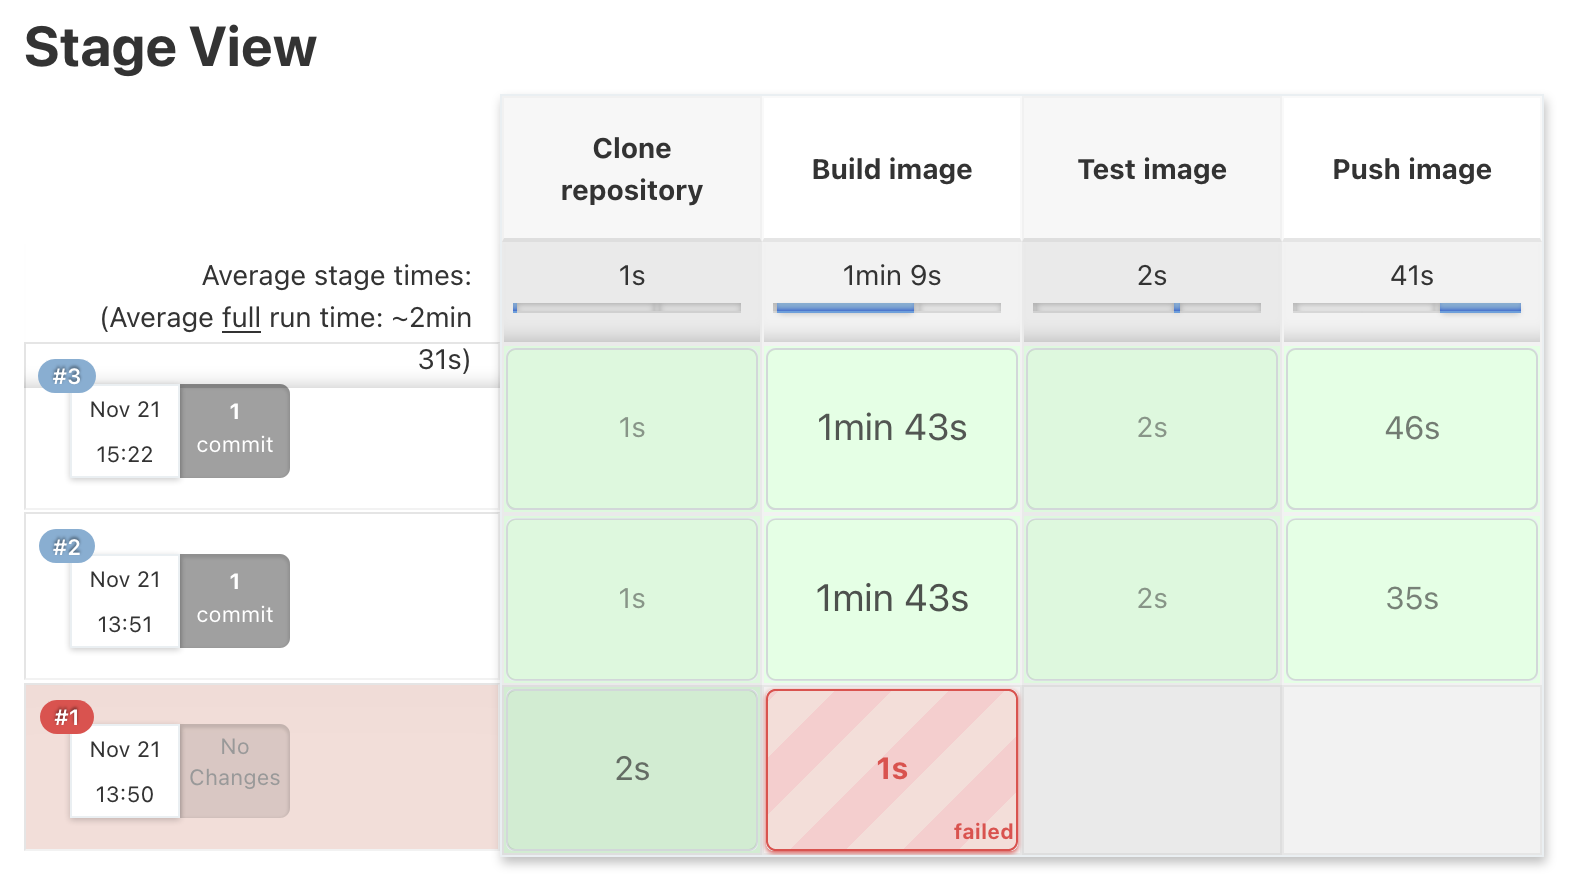 Stage View
Clone
repository
Build image
Test image
Push image
Average stage times:
(Average full run time: ~2min
31s)
1s
1min 9s
2s
41s
#3
Nov 21
15:22
1
commit
1s
1min 43s
2s
46s
#2
Nov 21
13:51
1
commit
1s
1min 43s
2s
35s
#1
Nov 21
13:50
No
Changes
2s
1s
failed